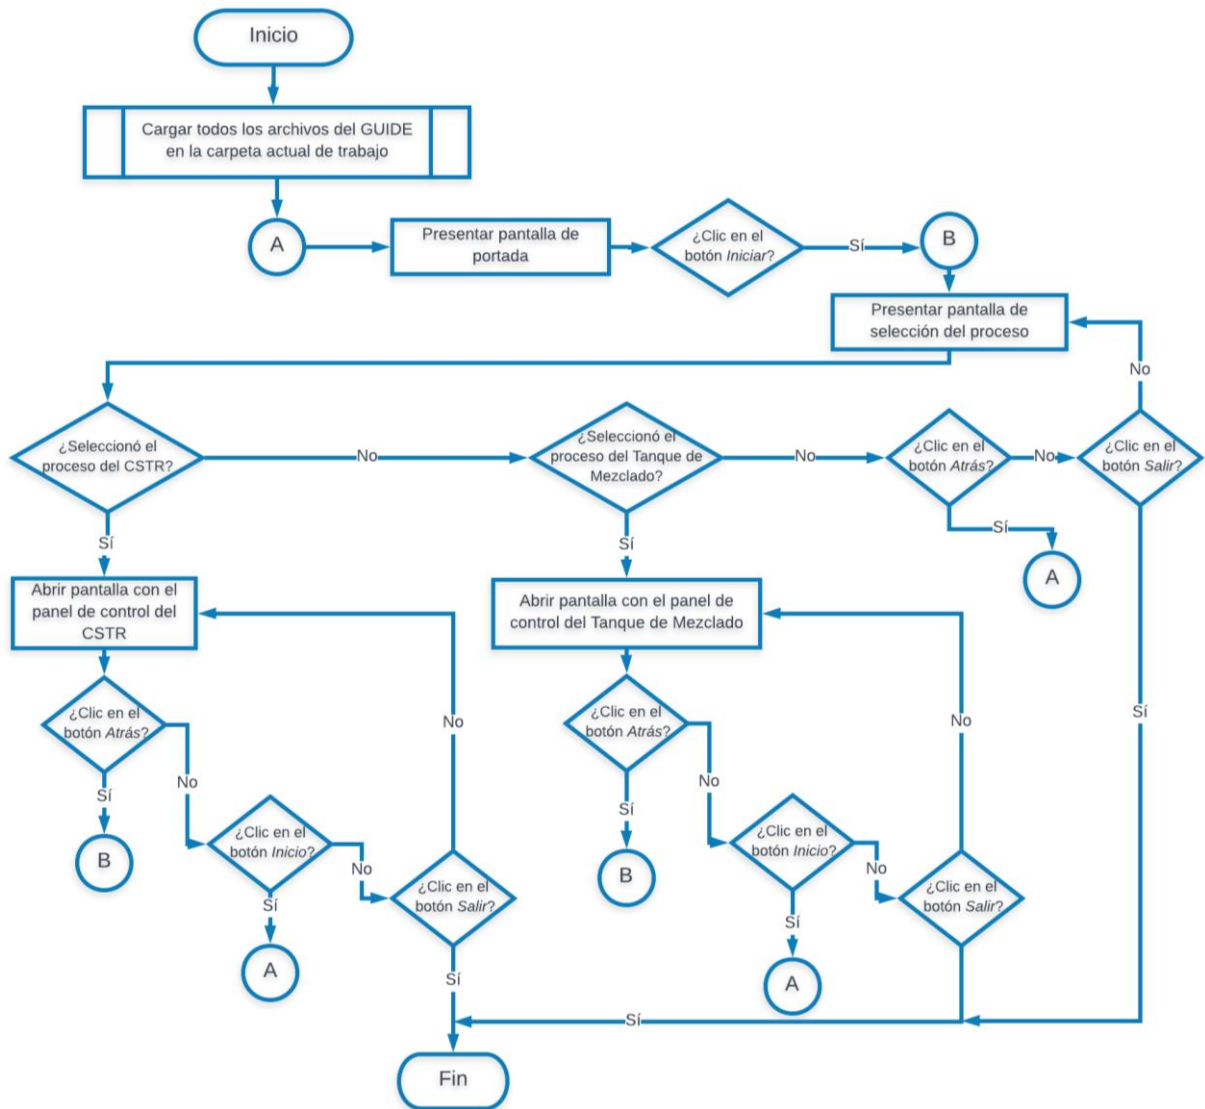 Inicio
Cargar todos los archivos del GUIDE
en la carpeta actual de trabajo
A
Presentar pantalla de
portada
¿Clic en el
botón Iniciar?
Sí
B
Presentar pantalla de
selección del proceso
No
¿Seleccionó el
proceso del CSTR?
No
¿Seleccionó el
proceso del Tanque de
Mezclado?
No
¿Clic en el
botón Atrás?
No
¿Clic en el
botón Salir?
Sí
Sí
Sí
A
Abrir pantalla con el
panel de control del
CSTR
Abrir pantalla con el panel de
control del Tanque de Mezclado
¿Clic en el
botón Atrás?
No
¿Clic en el
botón Atrás?
No
Sí
No
Sí
No
Sí
B
¿Clic en el
botón Inicio?
No
¿Clic en el
botón Salir?
B
¿Clic en el
botón Inicio?
No
¿Clic en el
botón Salir?
Sí
A
Sí
Sí
A
Sí
Fin